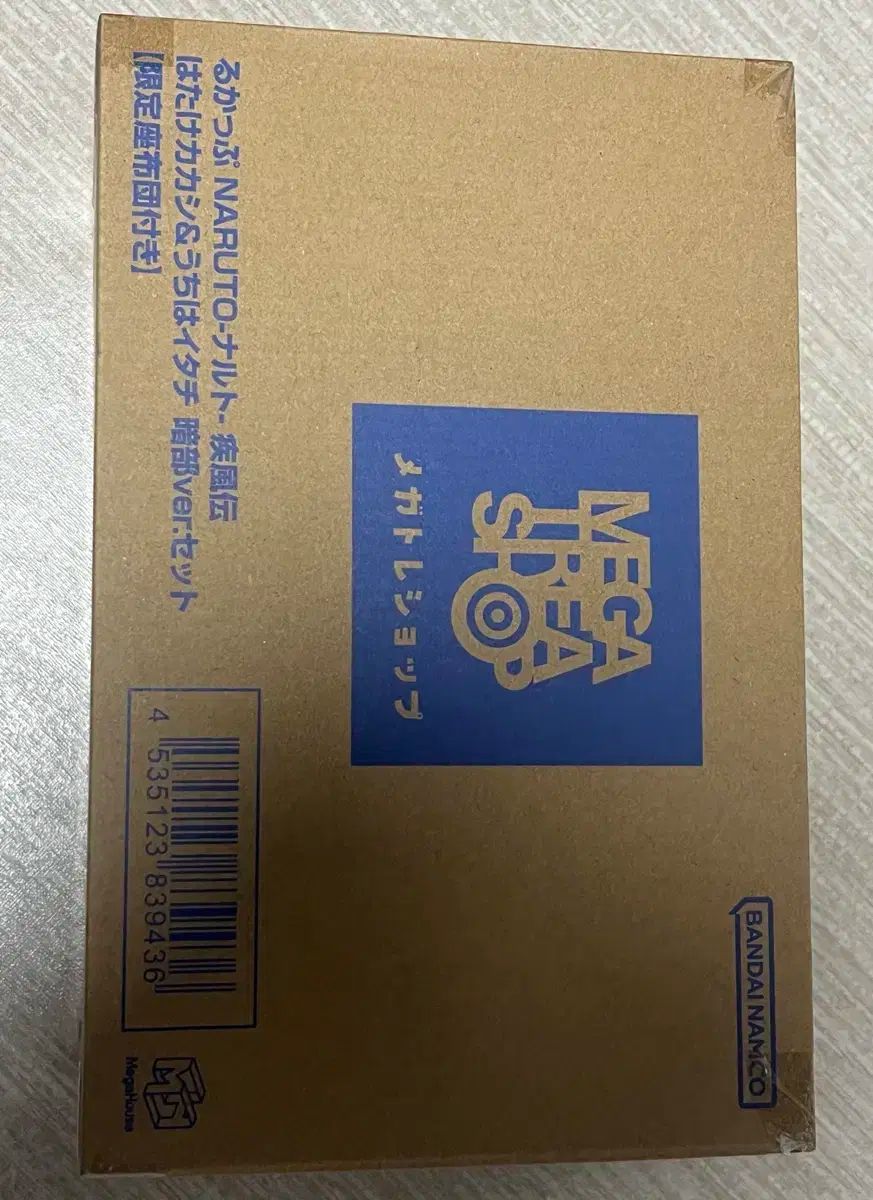 BANDAI NAMCO
MEGA
TREA
SHOP
メガトレショップ
るかっぷ NARUTO-ナルト- 疾風伝
はたけカカシ&うちはイタチ 暗部ver.セット
【限定座布団付き】
4 535123 839436
MegaHouse